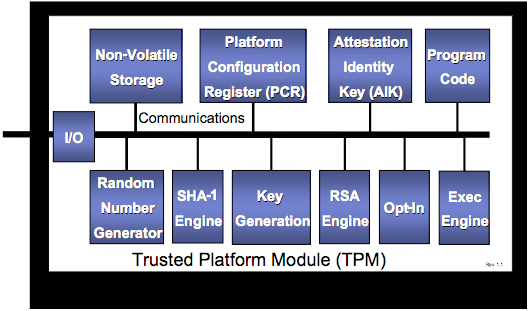 Non-Volatile
Storage
Platform
Configuration
Register (PCR)
Attestation
Identity
Key (AIK)
Program
Code
Communications
I/O
Random
Number
Generator
SHA-1
Engine
Key
Generation
RSA
Engine
Opt-In
Exec
Engine
Trusted Platform Module (TPM)
Rev 1.1